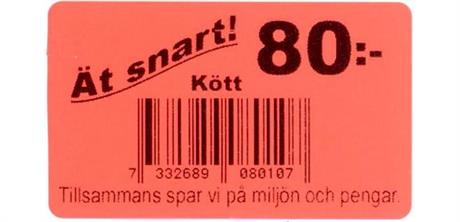 Ät snart! 80:-
Kött
7 332689 080107
Tillsammans spar vi på miljön och pengar.